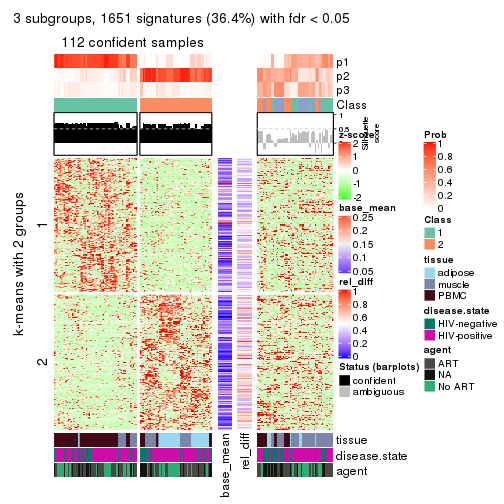 3 subgroups, 1651 signatures (36.4%) with fdr < 0.05
112 confident samples
p1
p2
p3
Class
1
0.5
0
Silhouette
score
k-means with 2 groups
1
2
z-score
2
1
0
-1
-2
base_mean
0.25
0.2
0.15
0.1
0.05
rel_diff
1
0.8
0.6
0.4
0.2
0
Status (barplots)
confident
ambiguous
Prob
1
0.8
0.6
0.4
0.2
0
Class
1
2
tissue
adipose
muscle
PBMC
disease.state
HIV-negative
HIV-positive
agent
ART
NA
No ART
tissue
disease.state
agent
base_mean
rel_diff